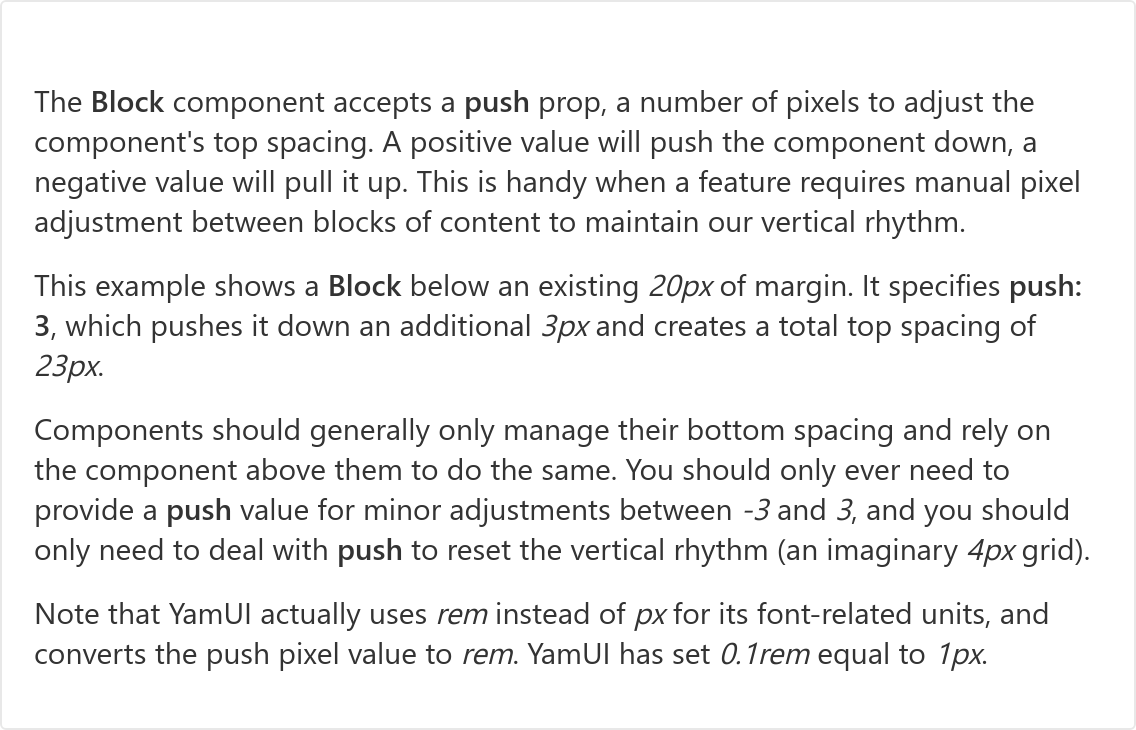 The Block component accepts a push prop, a number of pixels to adjust the
component's top spacing. A positive value will push the component down, a
negative value will pull it up. This is handy when a feature requires manual pixel
adjustment between blocks of content to maintain our vertical rhythm.
This example shows a Block below an existing 20px of margin. It specifies push:
3, which pushes it down an additional 3px and creates a total top spacing of
23px.
Components should generally only manage their bottom spacing and rely on
the component above them to do the same. You should only ever need to
provide a push value for minor adjustments between -3 and 3, and you should
only need to deal with push to reset the vertical rhythm (an imaginary 4px grid).
Note that YamUI actually uses rem instead of px for its font-related units, and
converts the push pixel value to rem. YamUI has set 0.1rem equal to 1px.